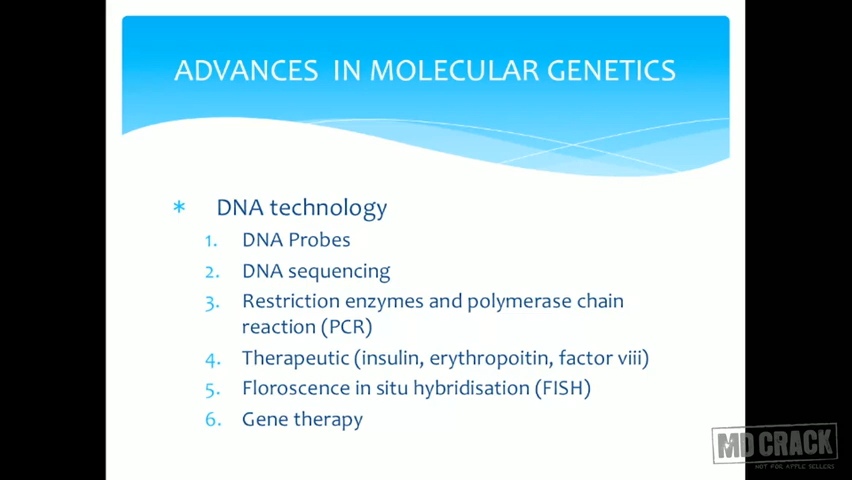 ADVANCES IN MOLECULAR GENETICS
* DNA technology
1. DNA Probes
2. DNA sequencing
3. Restriction enzymes and polymerase chain
reaction (PCR)
4. Therapeutic (insulin, erythropoitin, factor viii)
5. Floroscence in situ hybridisation (FISH)
6. Gene therapy
MD CRACK
NOT FOR APPLE SELLERS